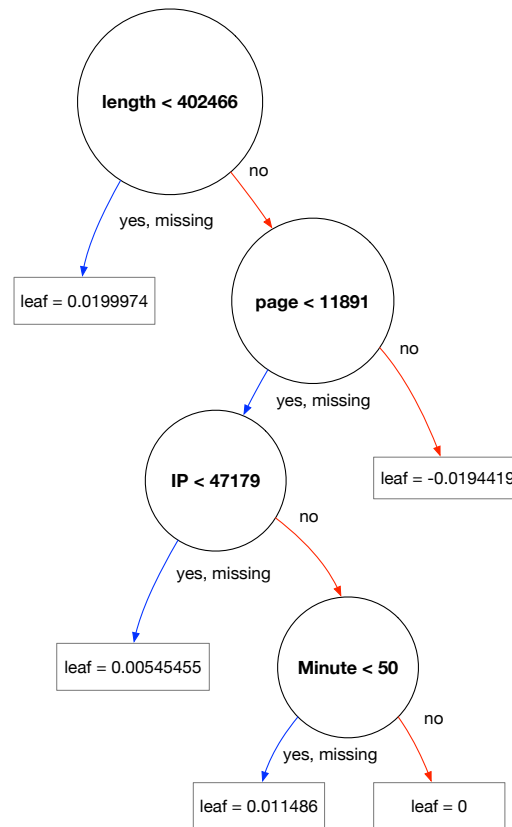 length < 402466
no
yes, missing
leaf = 0.0199974
page < 11891
no
yes, missing
IP < 47179
leaf = -0.0194419
no
yes, missing
leaf = 0.00545455
Minute < 50
no
yes, missing
leaf = 0.011486
leaf = 0